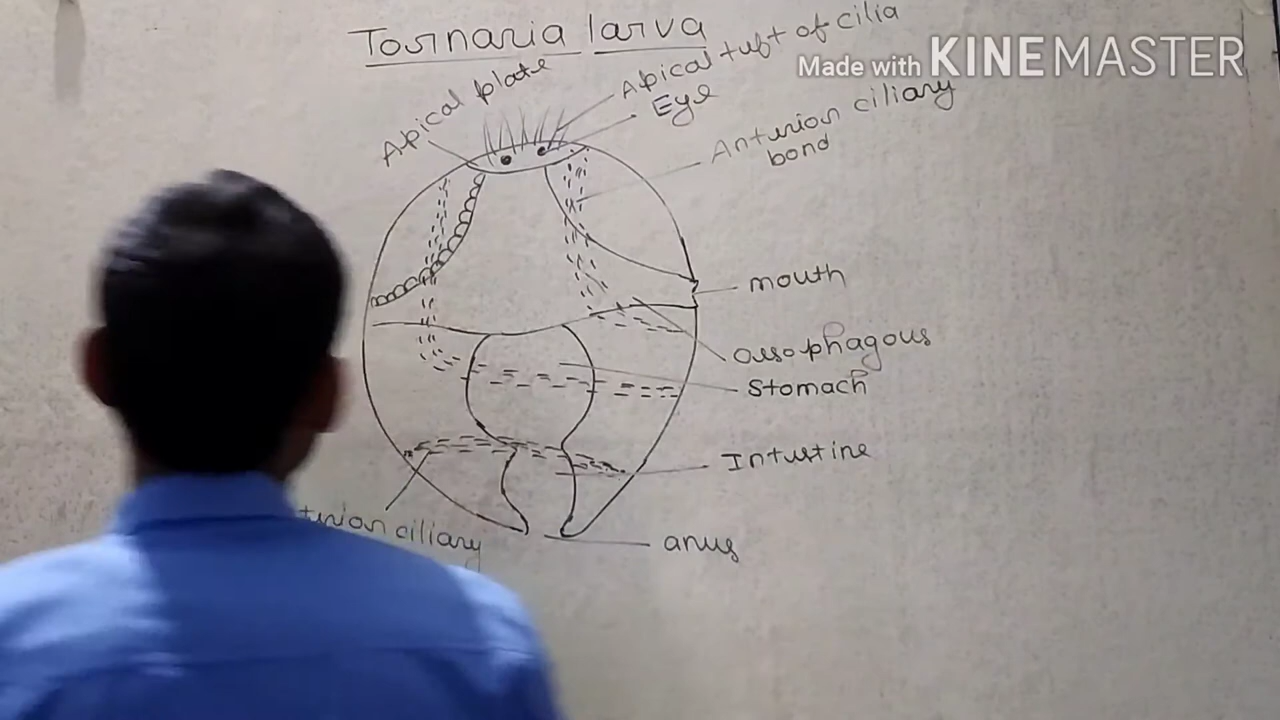 Tornaria larva
Apical plate
Apical tuft of cilia
Eye
Made with KINEMASTER
Anterior ciliary
bond
mouth
Oesophagous
Stomach
Intestine
terior ciliary
anus